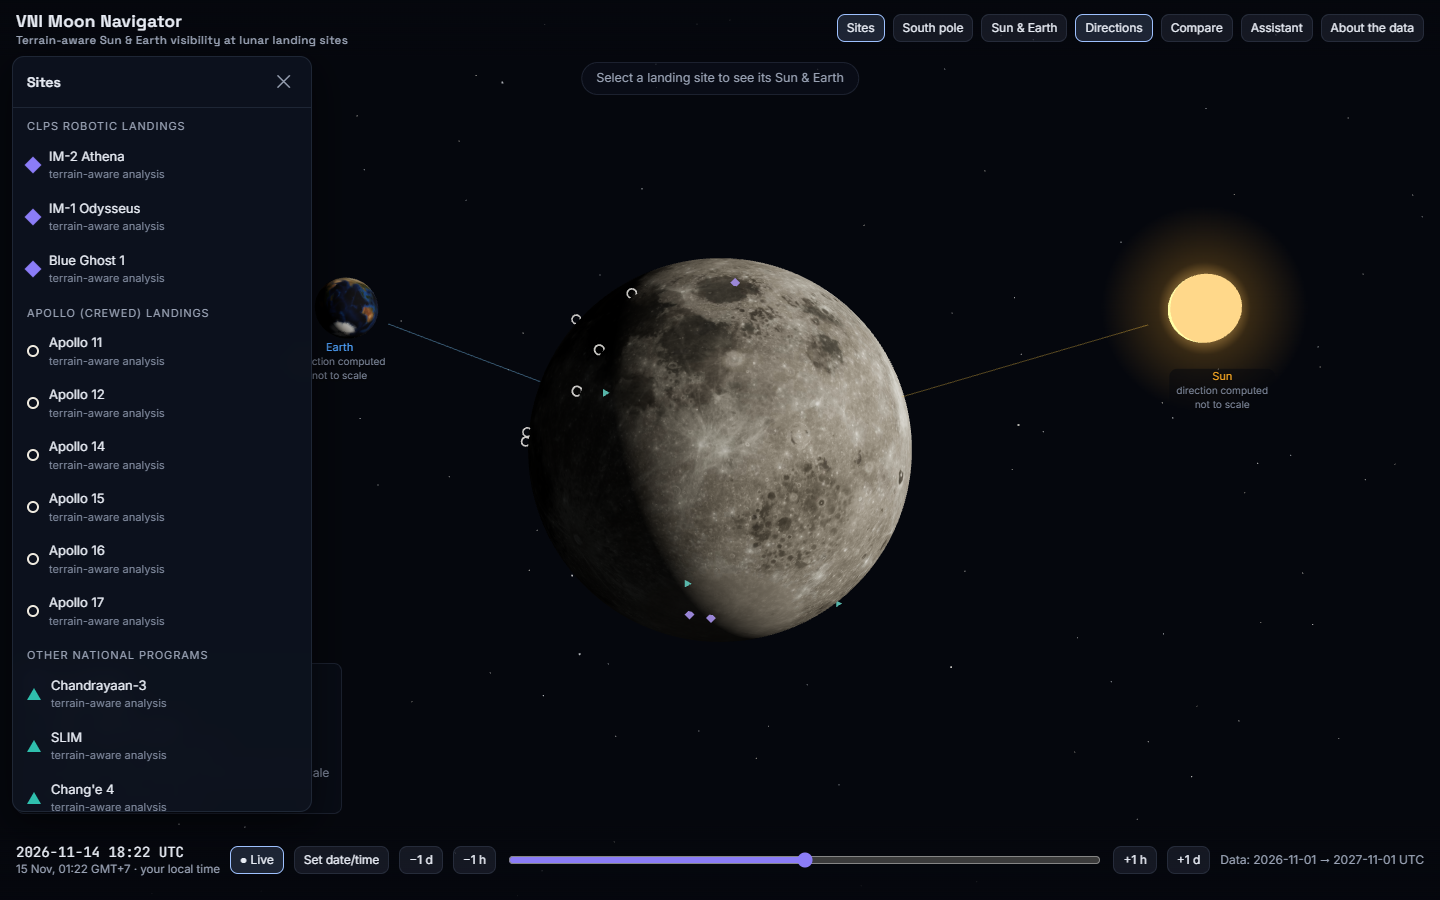 VNI Moon Navigator
Terrain-aware Sun & Earth visibility at lunar landing sites
Sites
South pole
Sun & Earth
Directions
Compare
Assistant
About the data
Select a landing site to see its Sun & Earth
Sites
CLPS ROBOTIC LANDINGS
IM-2 Athena
terrain-aware analysis
IM-1 Odysseus
terrain-aware analysis
Blue Ghost 1
terrain-aware analysis
APOLLO (CREWED) LANDINGS
Apollo 11
terrain-aware analysis
Apollo 12
terrain-aware analysis
Apollo 14
terrain-aware analysis
Apollo 15
terrain-aware analysis
Apollo 16
terrain-aware analysis
Apollo 17
terrain-aware analysis
OTHER NATIONAL PROGRAMS
Chandrayaan-3
terrain-aware analysis
SLIM
terrain-aware analysis
Chang'e 4
terrain-aware analysis
Earth
ction computed
not to scale
Sun
direction computed
not to scale
ale
2026-11-14 18:22 UTC
15 Nov, 01:22 GMT+7 · your local time
● Live
Set date/time
−1 d
−1 h
+1 h
+1 d
Data: 2026-11-01 → 2027-11-01 UTC